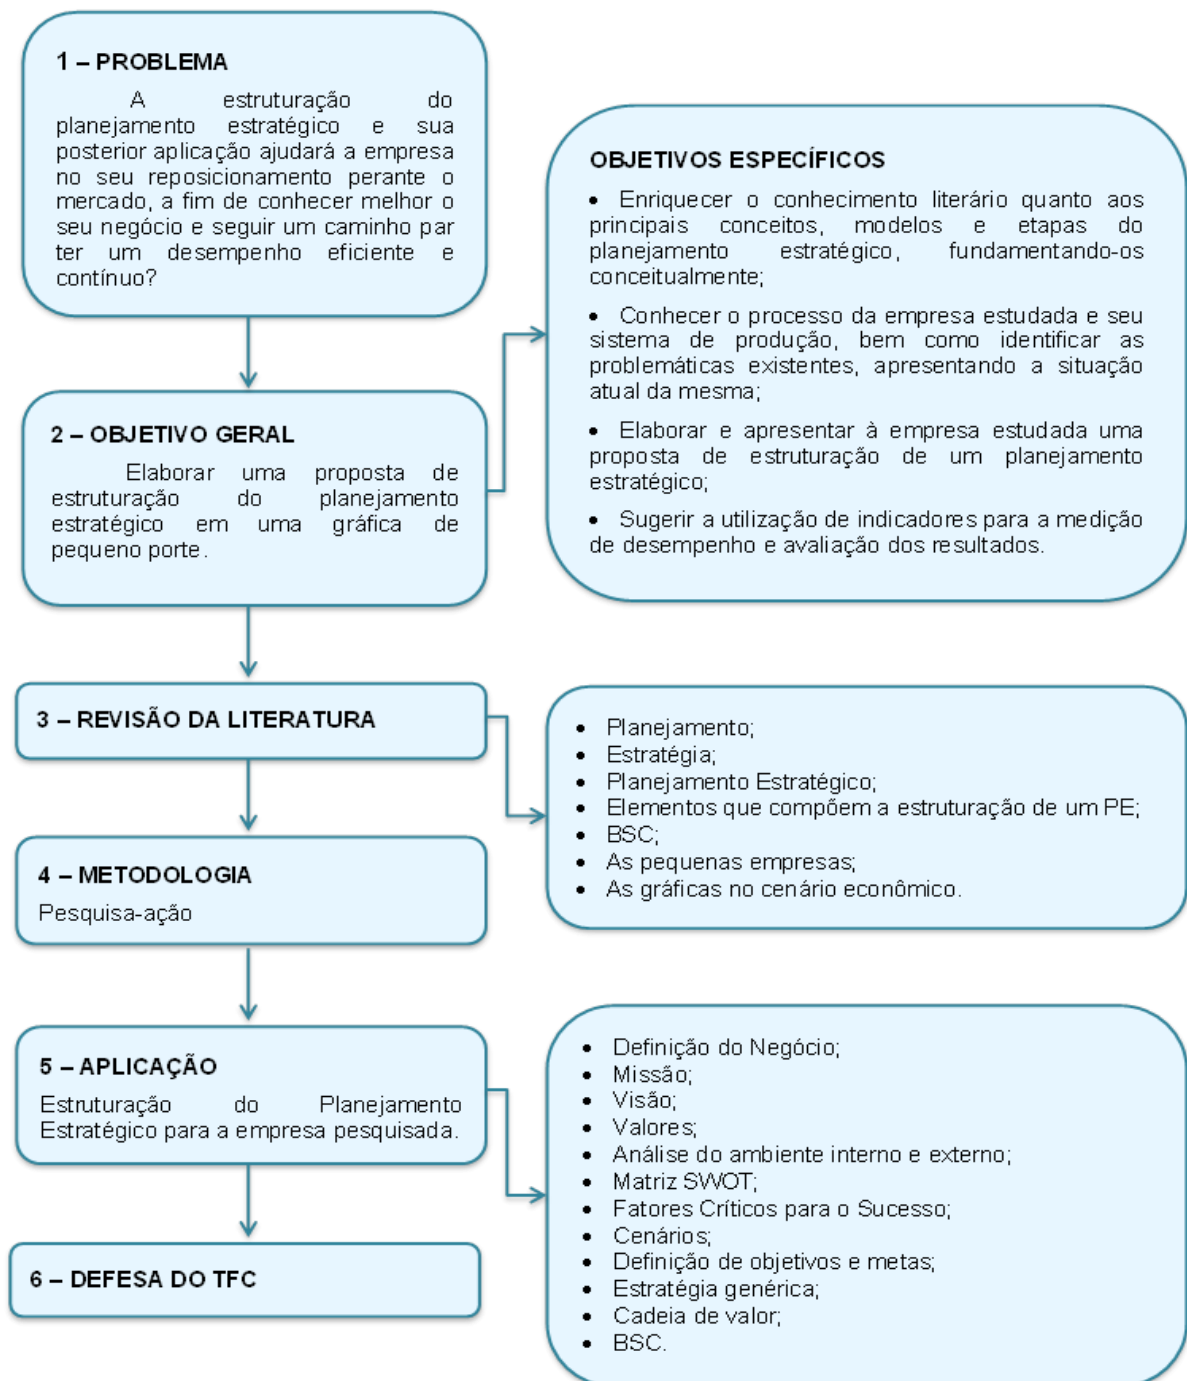 1 – PROBLEMA
A estruturação do
planejamento estratégico e sua
posterior aplicação ajudará a empresa
no seu reposicionamento perante o
mercado, a fim de conhecer melhor o
seu negócio e seguir um caminho par
ter um desempenho eficiente e
contínuo?
2 – OBJETIVO GERAL
Elaborar uma proposta de
estruturação do planejamento
estratégico em uma gráfica de
pequeno porte.
OBJETIVOS ESPECÍFICOS
• Enriquecer o conhecimento literário quanto aos
principais conceitos, modelos e etapas do
planejamento estratégico, fundamentando-os
conceitualmente;
• Conhecer o processo da empresa estudada e seu
sistema de produção, bem como identificar as
problemáticas existentes, apresentando a situação
atual da mesma;
• Elaborar e apresentar à empresa estudada uma
proposta de estruturação de um planejamento
estratégico;
• Sugerir a utilização de indicadores para a medição
de desempenho e avaliação dos resultados.
3 – REVISÃO DA LITERATURA
• Planejamento;
• Estratégia;
• Planejamento Estratégico;
• Elementos que compõem a estruturação de um PE;
• BSC;
• As pequenas empresas;
• As gráficas no cenário econômico.
4 – METODOLOGIA
Pesquisa-ação
5 – APLICAÇÃO
Estruturação do Planejamento
Estratégico para a empresa pesquisada.
• Definição do Negócio;
• Missão;
• Visão;
• Valores;
• Análise do ambiente interno e externo;
• Matriz SWOT;
• Fatores Críticos para o Sucesso;
• Cenários;
• Definição de objetivos e metas;
• Estratégia genérica;
• Cadeia de valor;
• BSC.
6 – DEFESA DO TFC